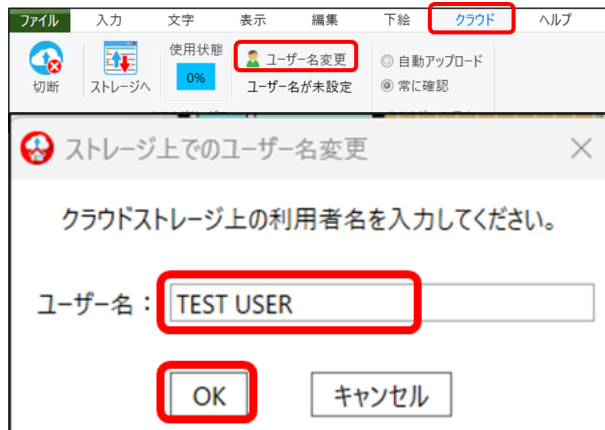 ファイル 入力 文字 表示 編集 下絵 クラウド ヘルプ
切断
ストレージへ
使用状態
0%
ユーザー名変更
ユーザー名が未設定
自動アップロード
常に確認
ストレージ上でのユーザー名変更
クラウドストレージ上の利用者名を入力してください。
ユーザー名： TEST USER
OK キャンセル